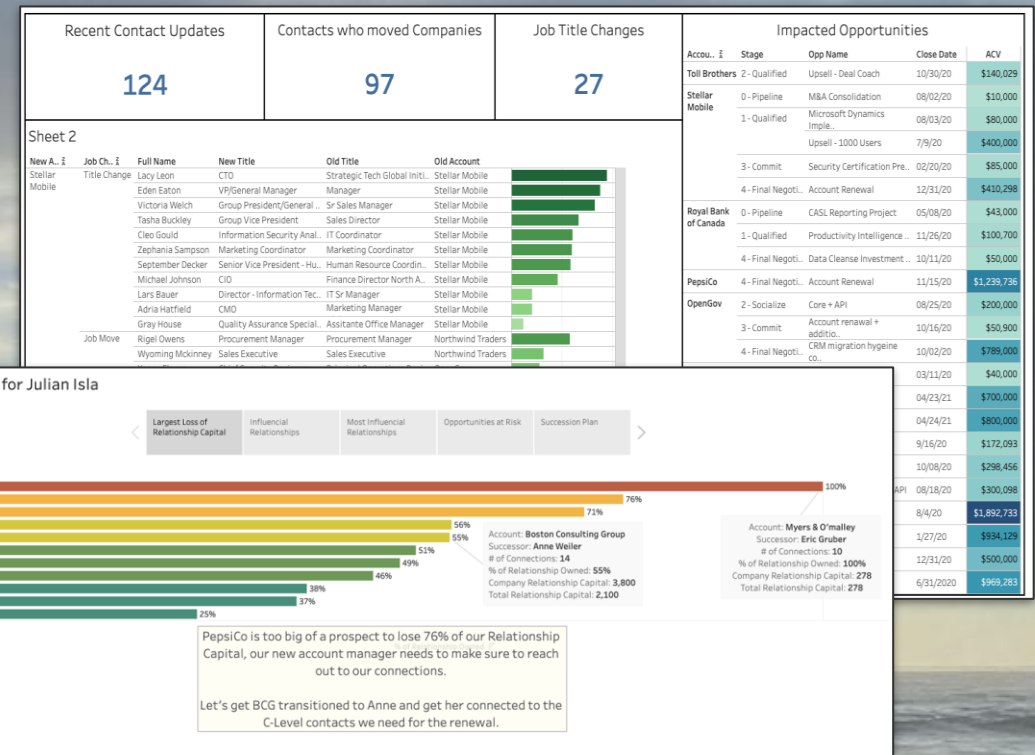 Recent Contact Updates
124
Contacts who moved Companies
97
Job Title Changes
27
Sheet 2
New A.. Job Ch.. Full Name New Title Old Title Old Account
Stellar Mobile Title Change Lacy Leon CTO Strategic Tech Global Initi.. Stellar Mobile
Eden Eaton VP/General Manager Manager Stellar Mobile
Victoria Welch Group President/General .. Sr Sales Manager Stellar Mobile
Tasha Buckley Group Vice President Sales Director Stellar Mobile
Cleo Gould Information Security Anal.. IT Coordinator Stellar Mobile
Zephania Sampson Marketing Coordinator Marketing Coordinator Stellar Mobile
September Decker Senior Vice President - Hu.. Human Resource Coordin.. Stellar Mobile
Michael Johnson CIO Finance Director North A.. Stellar Mobile
Lars Bauer Director - Information Tec.. IT Sr Manager Stellar Mobile
Adria Hatfield CMO Marketing Manager Stellar Mobile
Gray House Quality Assurance Special.. Assitante Office Manager Stellar Mobile
Job Move Rigel Owens Procurement Manager Procurement Manager Northwind Traders
Wyoming Mckinney Sales Executive Sales Executive Northwind Traders
Impacted Opportunities
Accou.. Stage Opp Name Close Date ACV
Toll Brothers 2 - Qualified Upsell - Deal Coach 10/30/20 $140,029
Stellar Mobile 0 - Pipeline M&A Consolidation 08/02/20 $10,000
1 - Qualified Microsoft Dynamics Imple.. 08/03/20 $80,000
Upsell - 1000 Users 7/9/20 $400,000
3 - Commit Security Certification Pre.. 02/20/20 $85,000
4 - Final Negoti.. Account Renewal 12/31/20 $410,298
Royal Bank of Canada 0 - Pipeline CASL Reporting Project 05/08/20 $43,000
1 - Qualified Productivity Intelligence .. 11/26/20 $100,700
4 - Final Negoti.. Data Cleanse Investment .. 10/11/20 $50,000
PepsiCo 4 - Final Negoti.. Account Renewal 11/15/20 $1,239,736
OpenGov 2 - Socialize Core + API 08/25/20 $200,000
3 - Commit Account renawal + additio.. 10/16/20 $50,900
4 - Final Negoti.. CRM migration hygeine co.. 10/02/20 $789,000
03/11/20 $40,000
04/23/21 $700,000
04/24/21 $800,000
9/16/20 $172,093
10/08/20 $298,456
API 08/18/20 $300,098
8/4/20 $1,892,733
1/27/20 $934,129
12/31/20 $500,000
6/31/2020 $969,283
for Julian Isla
Largest Loss of Relationship Capital
Influencial Relationships
Most Influencial Relationships
Opportunities at Risk
Succession Plan
100%
76%
71%
56%
55%
51%
49%
46%
38%
37%
25%
Account: Boston Consulting Group
Successor: Anne Weiler
# of Connections: 14
% of Relationship Owned: 55%
Company Relationship Capital: 3,800
Total Relationship Capital: 2,100
Account: Myers & O'malley
Successor: Eric Gruber
# of Connections: 10
% of Relationship Owned: 100%
Company Relationship Capital: 278
Total Relationship Capital: 278
PepsiCo is too big of a prospect to lose 76% of our Relationship
Capital, our new account manager needs to make sure to reach
out to our connections.
Let's get BCG transitioned to Anne and get her connected to the
C-Level contacts we need for the renewal.